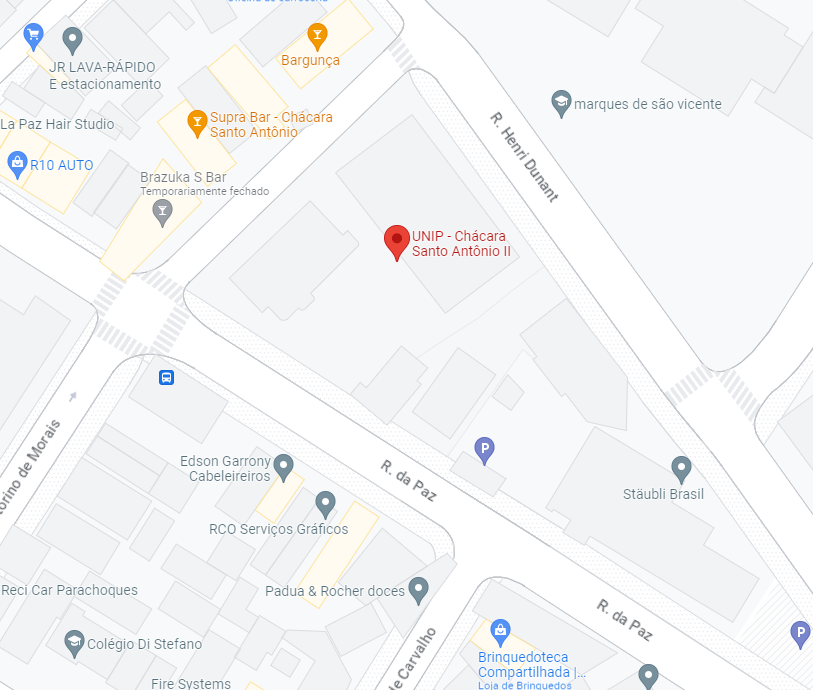 Oficina de carroceria
JR LAVA-RÁPIDO
E estacionamento
Bargunça
La Paz Hair Studio
Supra Bar - Chácara
Santo Antônio
marques de são vicente
R. Henri Dunant
R10 AUTO
Brazuka S Bar
Temporariamente fechado
UNIP - Chácara
Santo Antônio II
orino de Morais
Edson Garrony
Cabeleireiros
R. da Paz
P
Stäubli Brasil
RCO Serviços Gráficos
Reci Car Parachoques
Padua & Rocher doces
R. da Paz
P
Colégio Di Stefano
de Carvalho
Brinquedoteca
Compartilhada |...
Loja de Brinquedos
Fire Systems